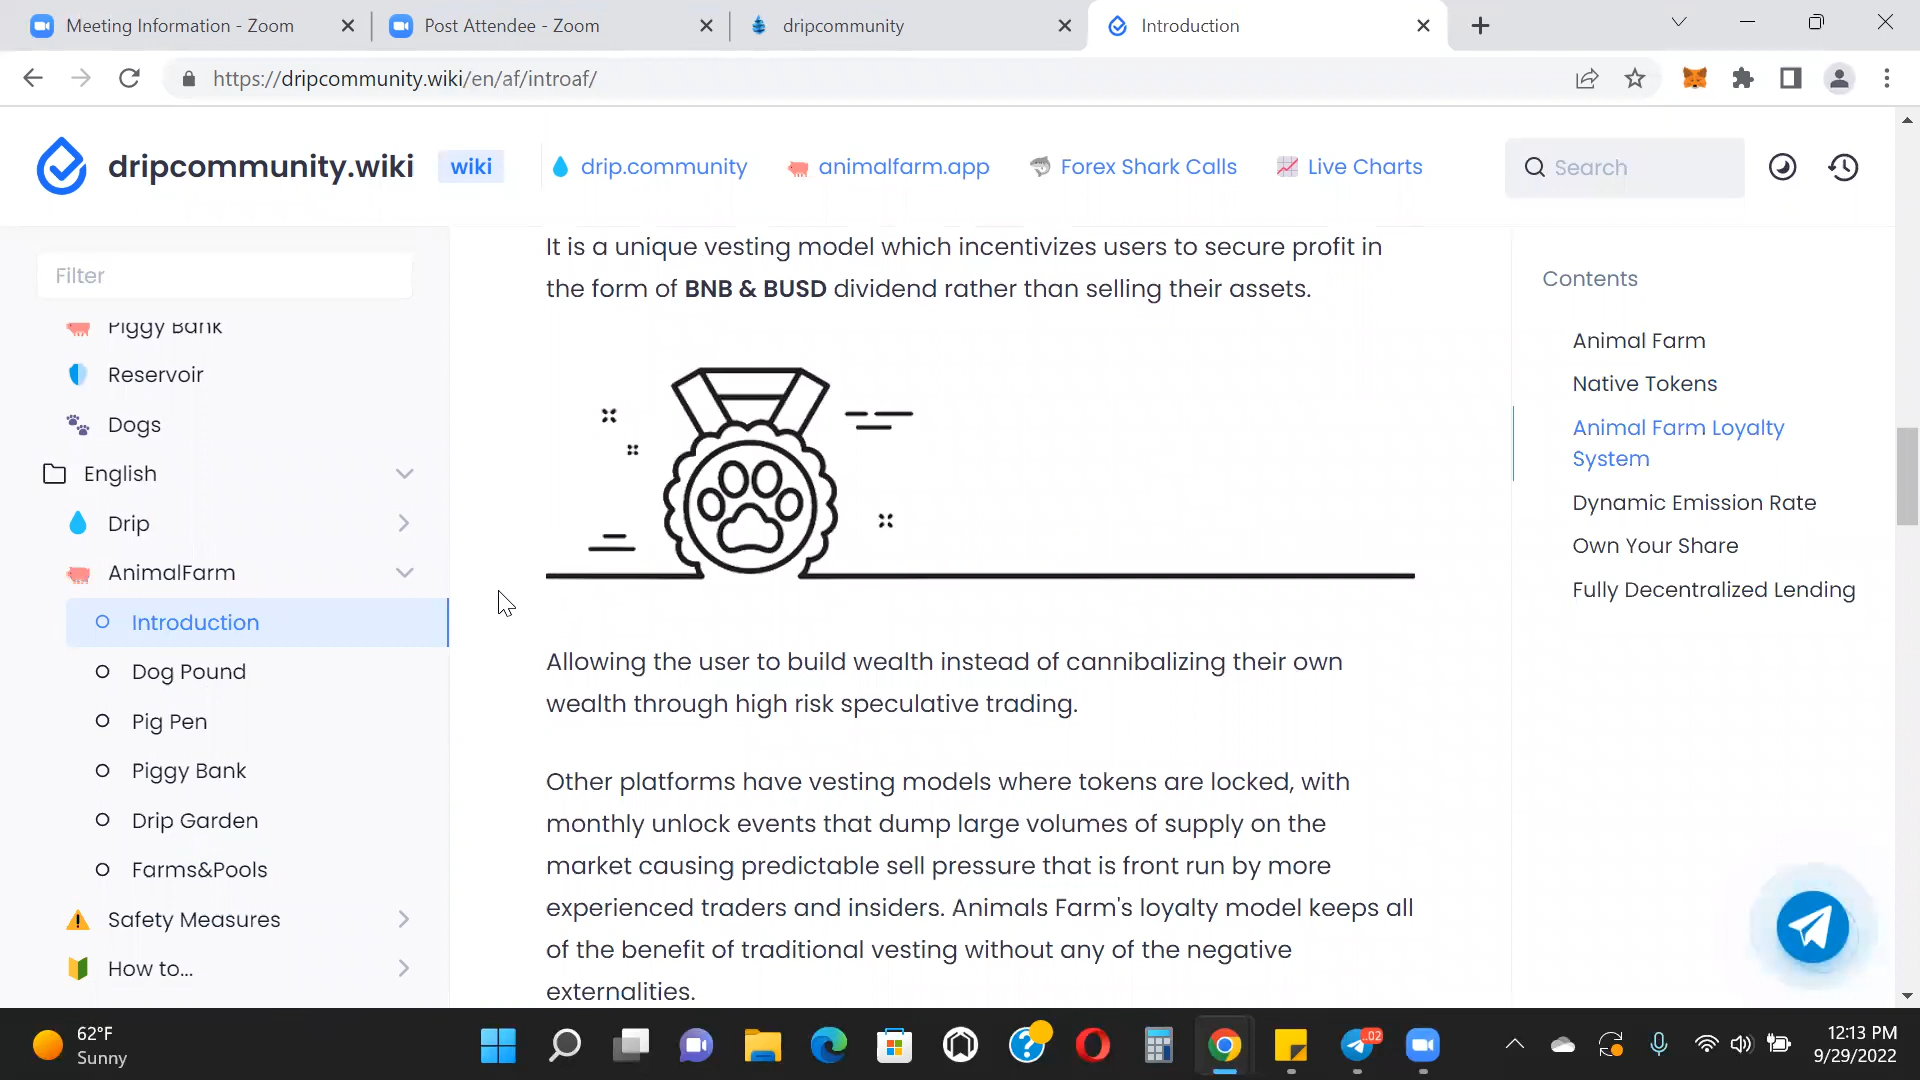 Meeting Information - Zoom
Post Attendee - Zoom
dripcommunity
Introduction
https://dripcommunity.wiki/en/af/introaf/
dripcommunity.wiki
wiki
drip.community
animalfarm.app
Forex Shark Calls
Live Charts
Search
Filter
Piggy Bank
Reservoir
Dogs
English
Drip
AnimalFarm
Introduction
Dog Pound
Pig Pen
Piggy Bank
Drip Garden
Farms&Pools
Safety Measures
How to...
It is a unique vesting model which incentivizes users to secure profit in
the form of BNB & BUSD dividend rather than selling their assets.
Allowing the user to build wealth instead of cannibalizing their own
wealth through high risk speculative trading.
Other platforms have vesting models where tokens are locked, with
monthly unlock events that dump large volumes of supply on the
market causing predictable sell pressure that is front run by more
experienced traders and insiders. Animals Farm's loyalty model keeps all
of the benefit of traditional vesting without any of the negative
externalities.
Contents
Animal Farm
Native Tokens
Animal Farm Loyalty
System
Dynamic Emission Rate
Own Your Share
Fully Decentralized Lending
62°F
Sunny
..02
12:13 PM
9/29/2022